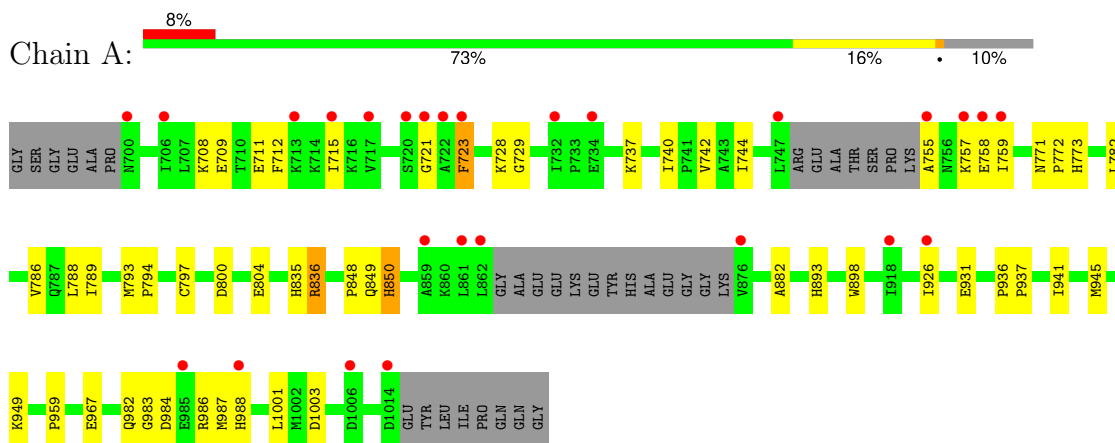 8%
Chain A:
73% 16% • 10%
GLY SER GLY GLU ALA PRO N700 I706 L707 K708 E709 T710 E711 F712 K713 K714 I715 K716 V717 S720 G721 A722 F723 K728 G729 I732 P733 E734 K737 I740 P741 V742 A743 I744 L747 ARG GLU ALA THR SER PRO LYS A755 N756 K757 E758 I759 N771 P772 H773 L782
V786 Q787 L788 I789 M793 P794 C797 D800 E804 H835 R836 P848 Q849 H850 A859 K860 L861 L862 GLY ALA GLU GLU LYS GLU TYR HIS ALA GLU GLY GLY LYS V876 A882 H893 W898 I918 I926 E931 P936 P937 I941 M945
K949 P959 E967 Q982 G983 D984 E985 R986 M987 H988 L1001 M1002 D1003 D1006 D1014 GLU TYR LEU ILE PRO GLN GLN GLY